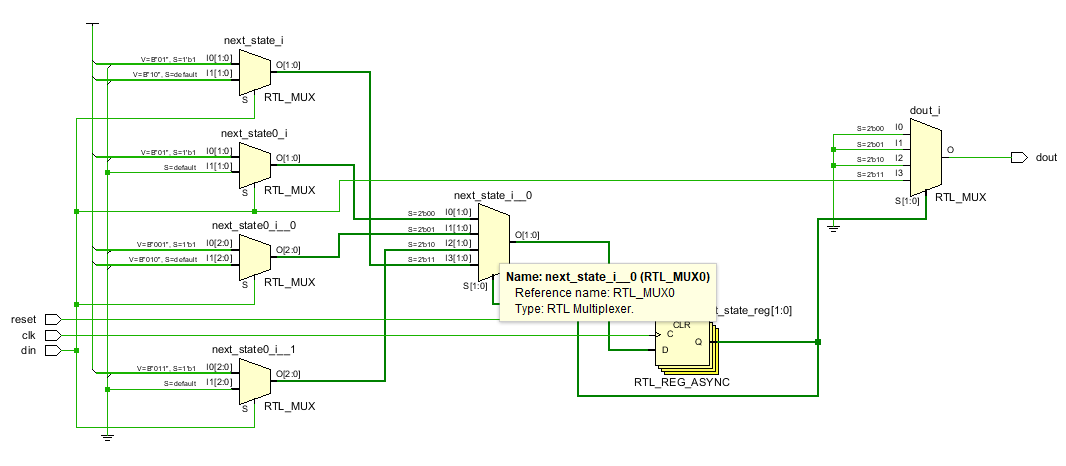 next_state_i
V=B"01", S=1'b1 I0[1:0]
V=B"10", S=default I1[1:0]
O[1:0]
S
RTL_MUX
next_state0_i
V=B"01", S=1'b1 I0[1:0]
S=default I1[1:0]
O[1:0]
S
RTL_MUX
next_state0_i__0
V=B"001", S=1'b1 I0[2:0]
V=B"010", S=default I1[2:0]
O[2:0]
S
RTL_MUX
next_state_i__0
S=2'b00 I0[1:0]
S=2'b01 I1[1:0]
S=2'b10 I2[1:0]
S=2'b11 I3[1:0]
O[1:0]
S[1:0]
Name: next_state_i__0 (RTL_MUX0)
Reference name: RTL_MUX0
Type: RTL Multiplexer.
dout_i
S=2'b00 I0
S=2'b01 I1
S=2'b10 I2
S=2'b11 I3
O
S[1:0]
RTL_MUX
dout
reset
clk
din
t_state_reg[1:0]
CLR
C
D
Q
RTL_REG_ASYNC
next_state0_i__1
V=B"011", S=1'b1 I0[2:0]
S=default I1[2:0]
O[2:0]
S
RTL_MUX